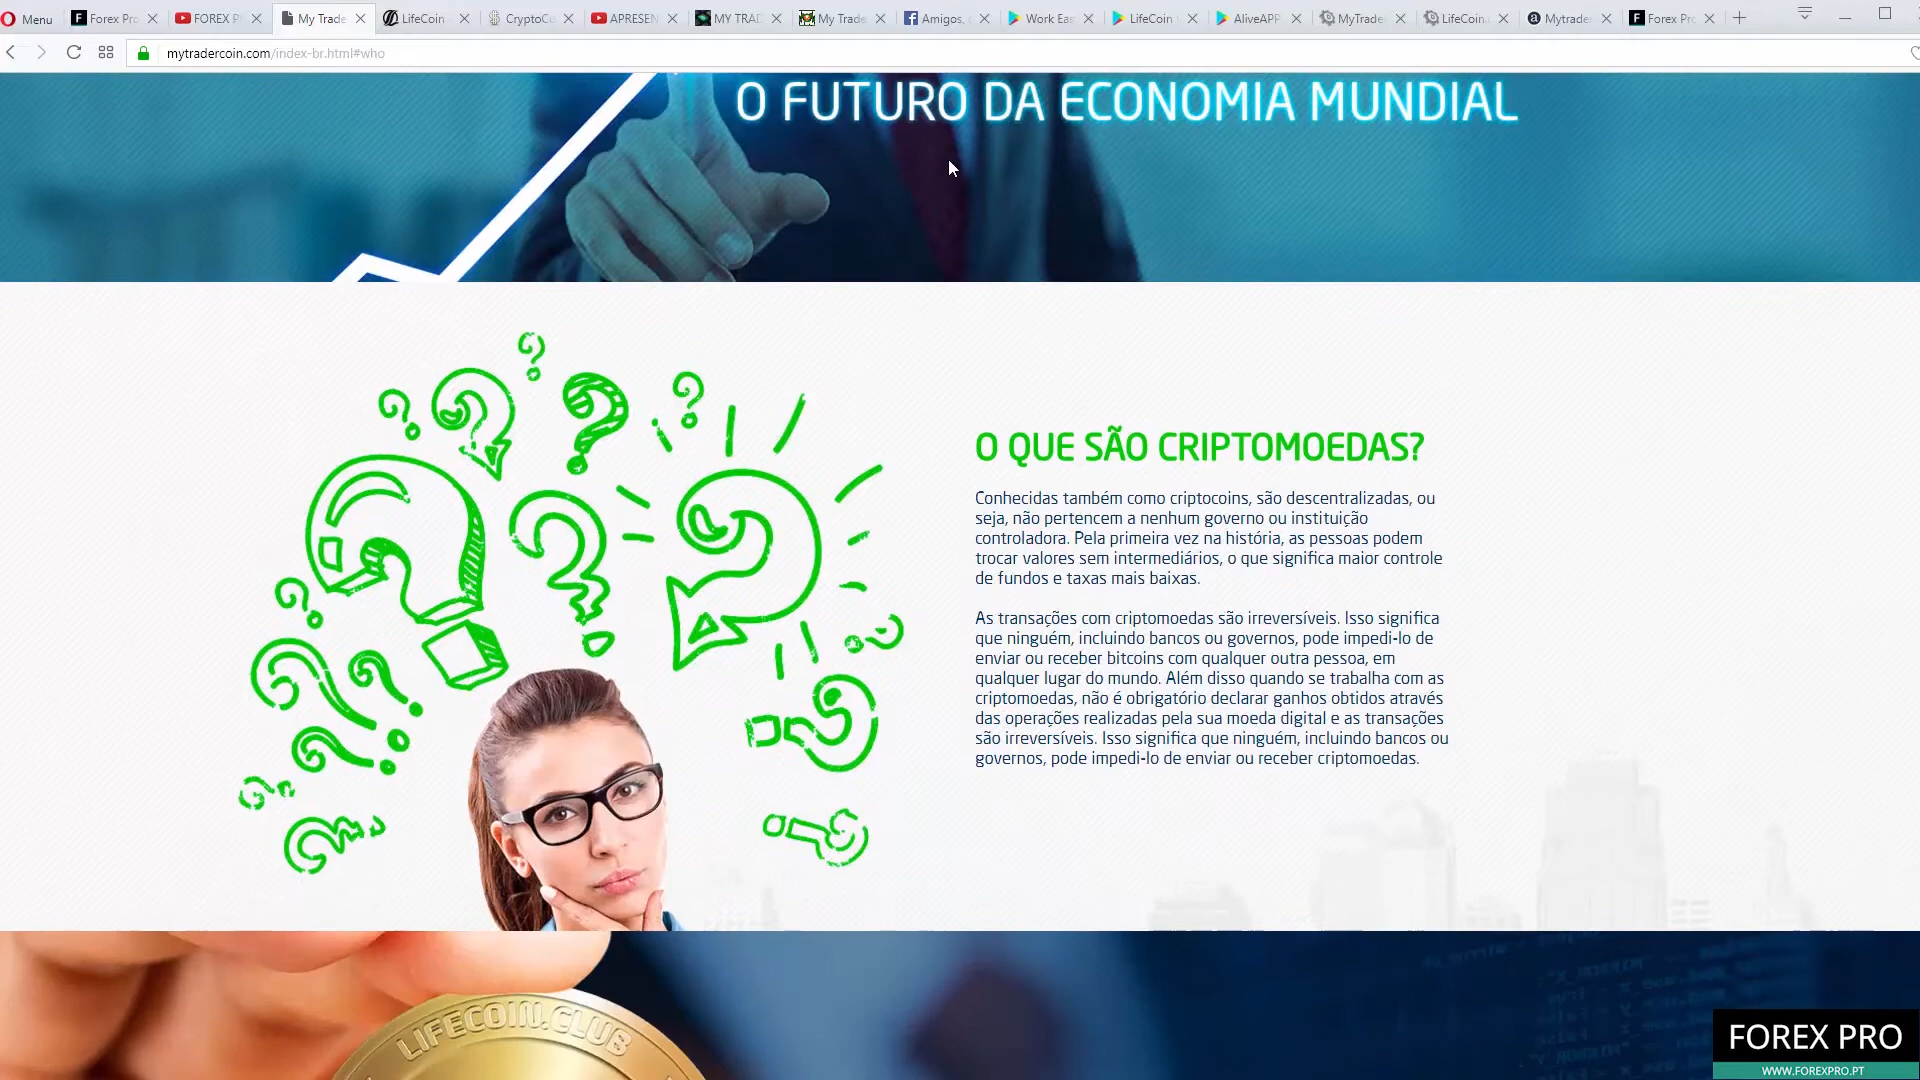 Menu
Forex Pro
FOREX P
My Trade
LifeCoin
CryptoCu
APRESEN
MY TRAD
My Trade
Amigos,
Work Eas
LifeCoin
AliveAPP
MyTrade
LifeCoin
Mytrade
Forex Pro
mytradercoin.com/index-br.html#who
O FUTURO DA ECONOMIA MUNDIAL
O QUE SÃO CRIPTOMOEDAS?
Conhecidas também como criptocoins, são descentralizadas, ou
seja, não pertencem a nenhum governo ou instituição
controladora. Pela primeira vez na história, as pessoas podem
trocar valores sem intermediários, o que significa maior controle
de fundos e taxas mais baixas.
As transações com criptomoedas são irreversíveis. Isso significa
que ninguém, incluindo bancos ou governos, pode impedi-lo de
enviar ou receber bitcoins com qualquer outra pessoa, em
qualquer lugar do mundo. Além disso quando se trabalha com as
criptomoedas, não é obrigatório declarar ganhos obtidos através
das operações realizadas pela sua moeda digital e as transações
são irreversíveis. Isso significa que ninguém, incluindo bancos ou
governos, pode impedi-lo de enviar ou receber criptomoedas.
LIFECOIN.CLUB
FOREX PRO
WWW.FOREXPRO.PT